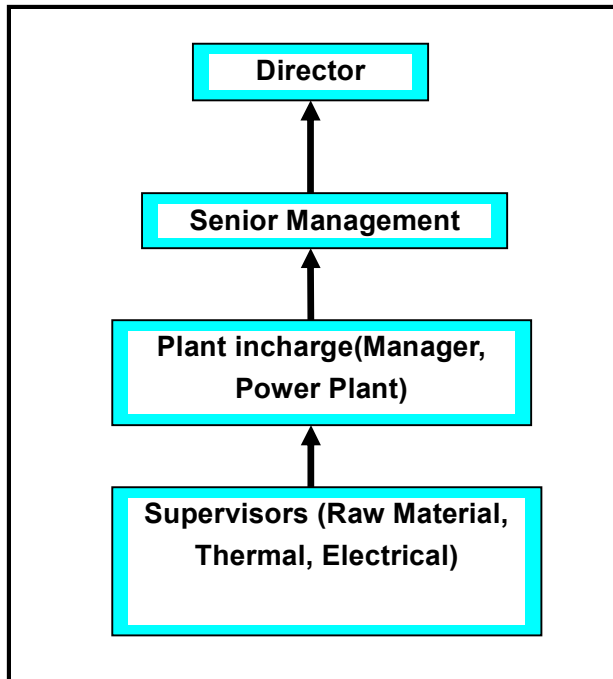 Director
Senior Management
Plant incharge(Manager,
Power Plant)
Supervisors (Raw Material,
Thermal, Electrical)